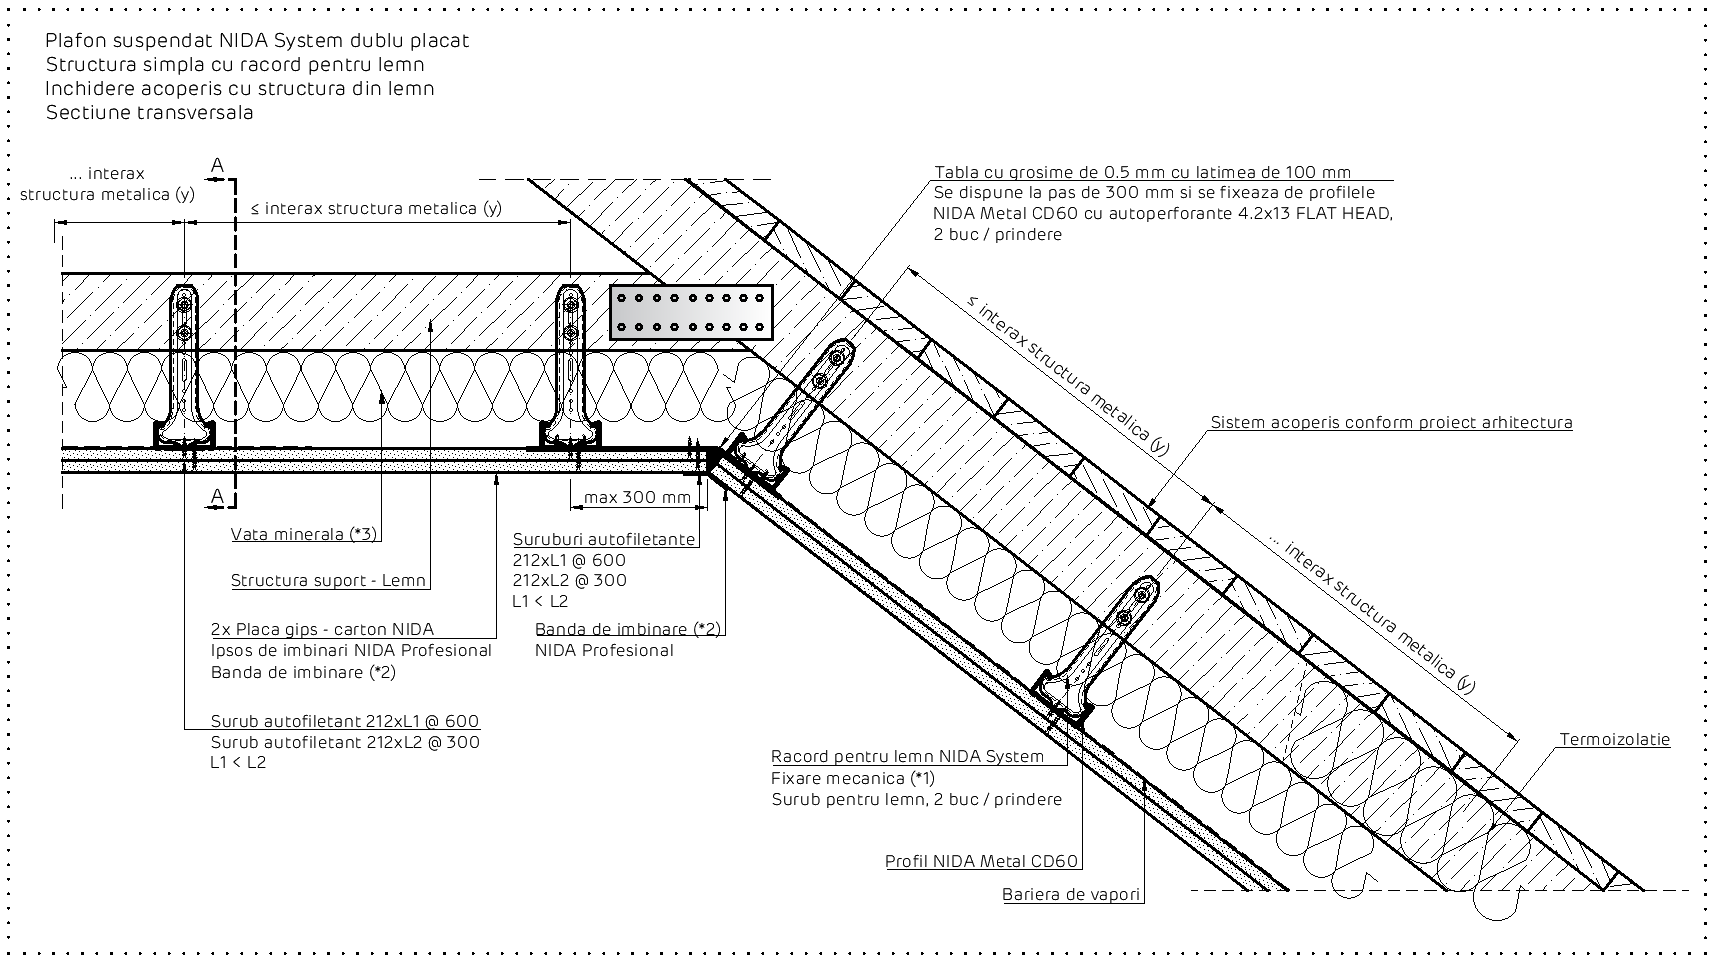 Plafon suspendat NIDA System dublu placat
Structura simpla cu racord pentru lemn
Inchidere acoperis cu structura din lemn
Sectiune transversala
... interax
structura metalica (y)
A
≤ interax structura metalica (y)
Tabla cu grosime de 0.5 mm cu latimea de 100 mm
Se dispune la pas de 300 mm si se fixeaza de profilele
NIDA Metal CD60 cu autoperforante 4.2x13 FLAT HEAD,
2 buc / prindere
≤ interax structura metalica (y)
Sistem acoperis conform proiect arhitectura
... interax structura metalica (y)
A
max 300 mm
Vata minerala (*3)
Structura suport - Lemn
Suruburi autofiletante
212xL1 @ 600
212xL2 @ 300
L1 < L2
2x Placa gips - carton NIDA
Ipsos de imbinari NIDA Profesional
Banda de imbinare (*2)
Banda de imbinare (*2)
NIDA Profesional
Surub autofiletant 212xL1 @ 600
Surub autofiletant 212xL2 @ 300
L1 < L2
Racord pentru lemn NIDA System
Fixare mecanica (*1)
Surub pentru lemn, 2 buc / prindere
Termoizolatie
Profil NIDA Metal CD60
Bariera de vapori